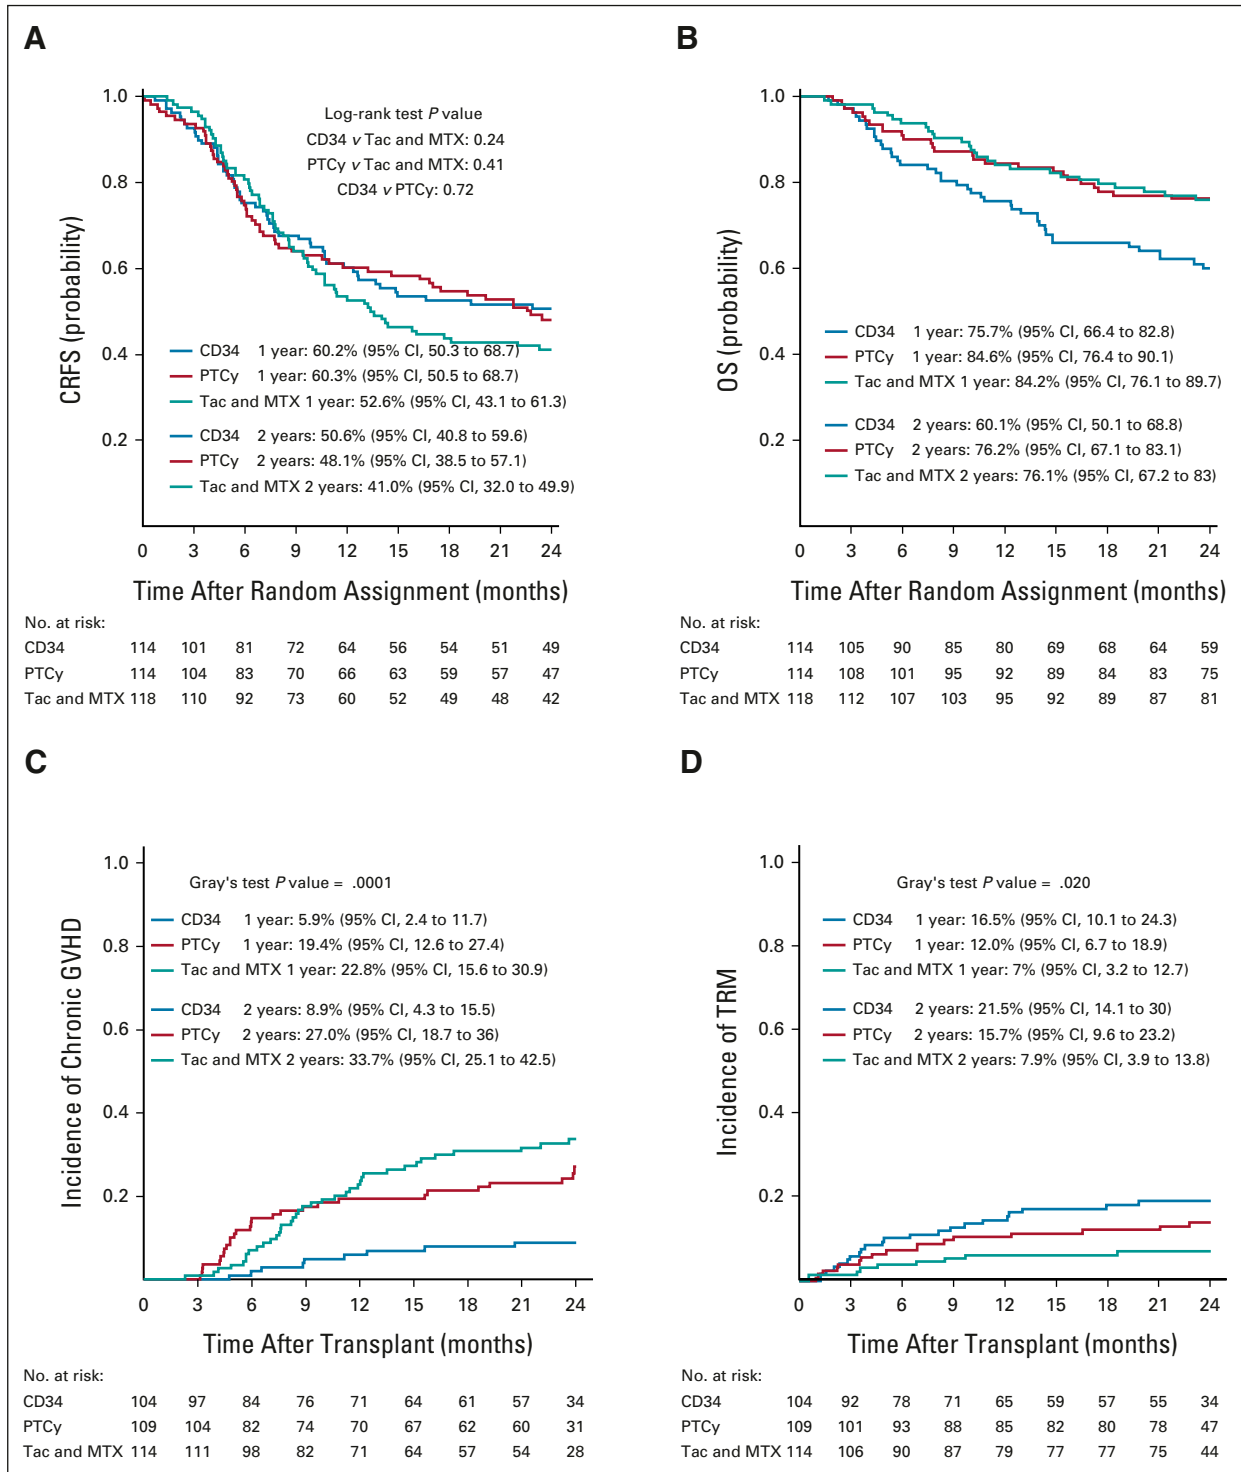 A
CRFS (probability)
1.0
0.8
0.6
0.4
0.2
Log-rank test P value
CD34 v Tac and MTX: 0.24
PTCy v Tac and MTX: 0.41
CD34 v PTCy: 0.72
CD34 1 year: 60.2% (95% CI, 50.3 to 68.7)
PTCy 1 year: 60.3% (95% CI, 50.5 to 68.7)
Tac and MTX 1 year: 52.6% (95% CI, 43.1 to 61.3)
CD34 2 years: 50.6% (95% CI, 40.8 to 59.6)
PTCy 2 years: 48.1% (95% CI, 38.5 to 57.1)
Tac and MTX 2 years: 41.0% (95% CI, 32.0 to 49.9)
0 3 6 9 12 15 18 21 24
Time After Random Assignment (months)
No. at risk:
CD34 114 101 81 72 64 56 54 51 49
PTCy 114 104 83 70 66 63 59 57 47
Tac and MTX 118 110 92 73 60 52 49 48 42
B
OS (probability)
1.0
0.8
0.6
0.4
0.2
CD34 1 year: 75.7% (95% CI, 66.4 to 82.8)
PTCy 1 year: 84.6% (95% CI, 76.4 to 90.1)
Tac and MTX 1 year: 84.2% (95% CI, 76.1 to 89.7)
CD34 2 years: 60.1% (95% CI, 50.1 to 68.8)
PTCy 2 years: 76.2% (95% CI, 67.1 to 83.1)
Tac and MTX 2 years: 76.1% (95% CI, 67.2 to 83)
0 3 6 9 12 15 18 21 24
Time After Random Assignment (months)
No. at risk:
CD34 114 105 90 85 80 69 68 64 59
PTCy 114 108 101 95 92 89 84 83 75
Tac and MTX 118 112 107 103 95 92 89 87 81
C
Incidence of Chronic GVHD
1.0
0.8
0.6
0.4
0.2
Gray's test P value = .0001
CD34 1 year: 5.9% (95% CI, 2.4 to 11.7)
PTCy 1 year: 19.4% (95% CI, 12.6 to 27.4)
Tac and MTX 1 year: 22.8% (95% CI, 15.6 to 30.9)
CD34 2 years: 8.9% (95% CI, 4.3 to 15.5)
PTCy 2 years: 27.0% (95% CI, 18.7 to 36)
Tac and MTX 2 years: 33.7% (95% CI, 25.1 to 42.5)
0 3 6 9 12 15 18 21 24
Time After Transplant (months)
No. at risk:
CD34 104 97 84 76 71 64 61 57 34
PTCy 109 104 82 74 70 67 62 60 31
Tac and MTX 114 111 98 82 71 64 57 54 28
D
Incidence of TRM
1.0
0.8
0.6
0.4
0.2
Gray's test P value = .020
CD34 1 year: 16.5% (95% CI, 10.1 to 24.3)
PTCy 1 year: 12.0% (95% CI, 6.7 to 18.9)
Tac and MTX 1 year: 7% (95% CI, 3.2 to 12.7)
CD34 2 years: 21.5% (95% CI, 14.1 to 30)
PTCy 2 years: 15.7% (95% CI, 9.6 to 23.2)
Tac and MTX 2 years: 7.9% (95% CI, 3.9 to 13.8)
0 3 6 9 12 15 18 21 24
Time After Transplant (months)
No. at risk:
CD34 104 92 78 71 65 59 57 55 34
PTCy 109 101 93 88 85 82 80 78 47
Tac and MTX 114 106 90 87 79 77 77 75 44